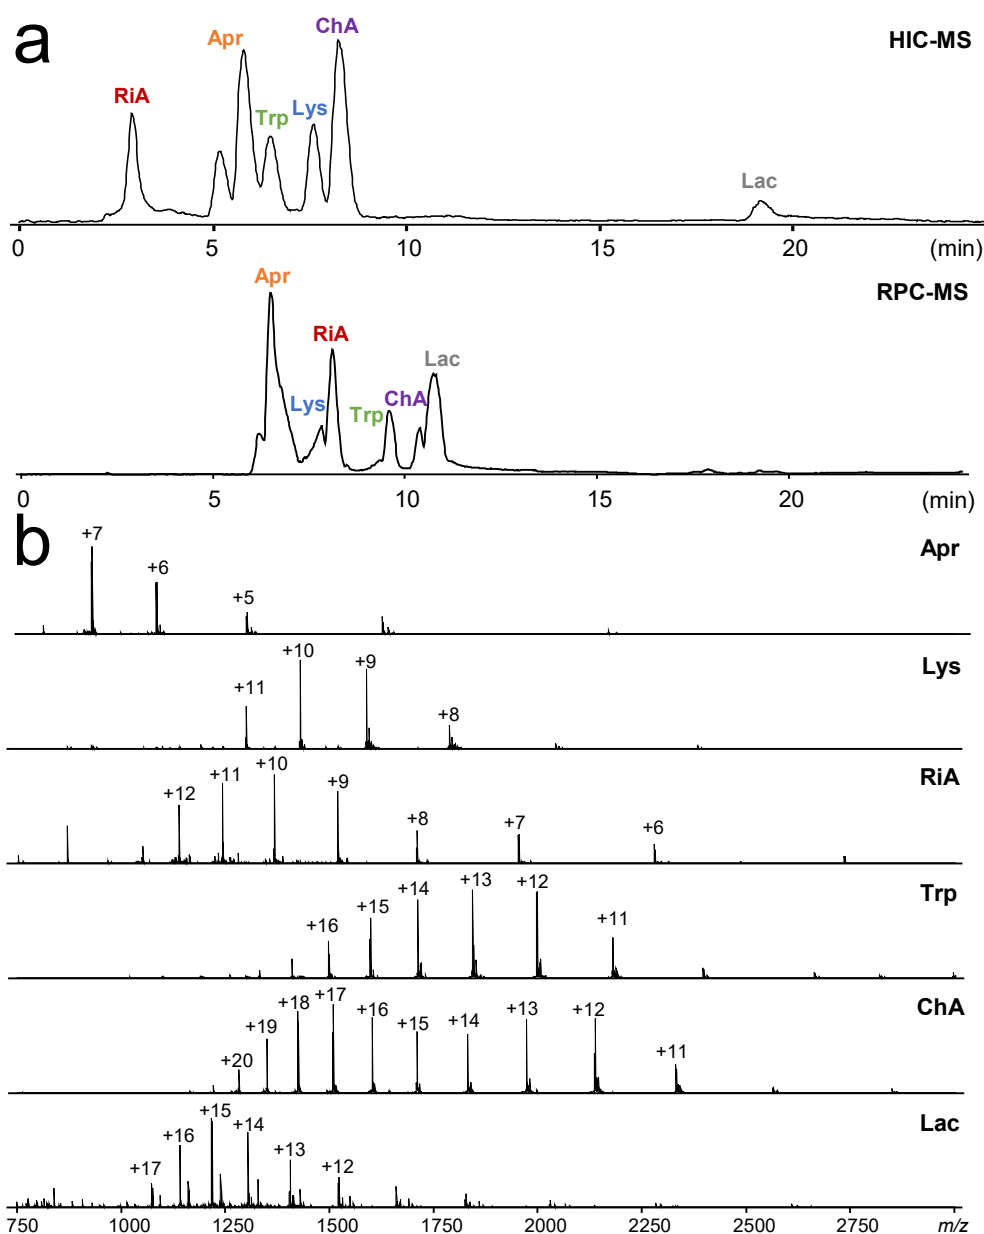 a
HIC-MS
RiA
Apr
Trp
Lys
ChA
Lac
0 5 10 15 20 (min)
RPC-MS
Apr
Lys
RiA
Trp
ChA
Lac
0 5 10 15 20 (min)
b
Apr
+7 +6 +5
Lys
+11 +10 +9 +8
RiA
+12 +11 +10 +9 +8 +7 +6
Trp
+16 +15 +14 +13 +12 +11
ChA
+20 +19 +18 +17 +16 +15 +14 +13 +12 +11
Lac
+17 +16 +15 +14 +13 +12
750 1000 1250 1500 1750 2000 2250 2500 2750 m/z